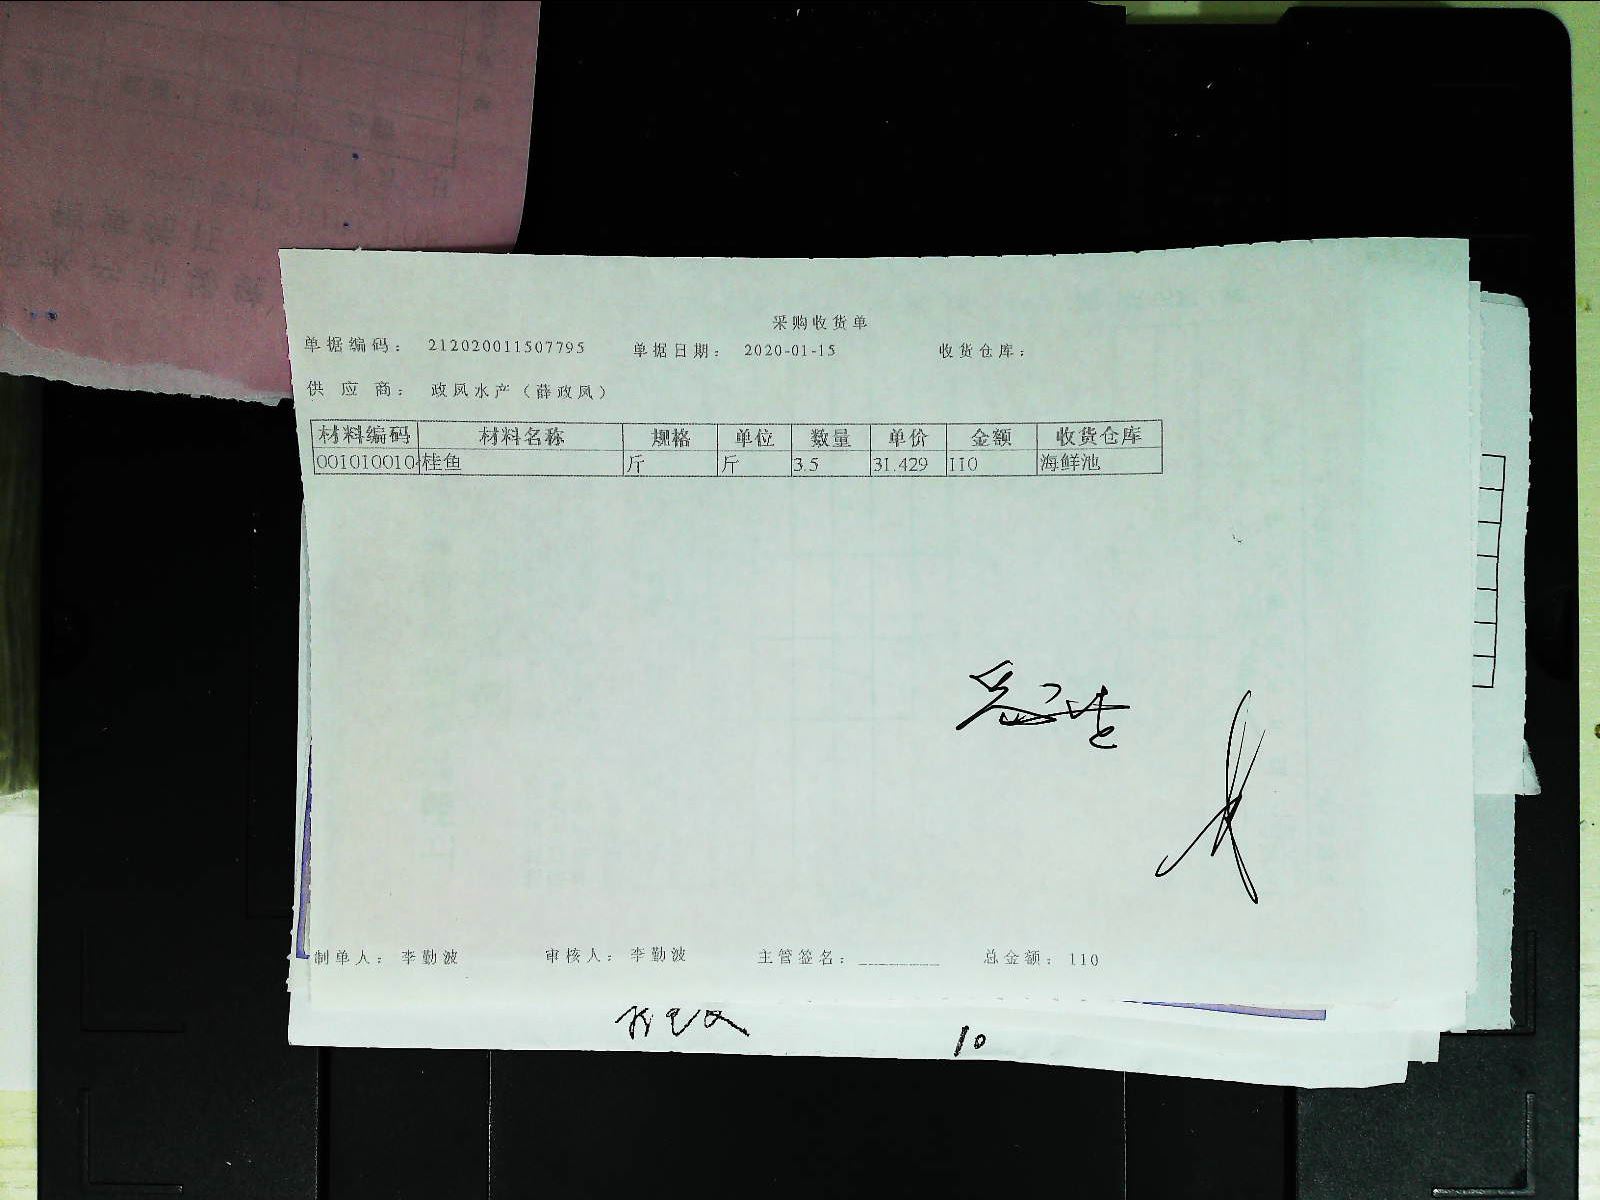 采购收货单
单据编码： 212020011507795 单据日期： 2020-01-15 收货仓库：
供应商： 政凤水产（薛政凤）
材料编码 材料名称 规格 单位 数量 单价 金额 收货仓库
001010010 桂鱼 斤 斤 3.5 31.429 110 海鲜池
制单人： 李勤波 审核人： 李勤波 主管签名： 总金额： 110
10